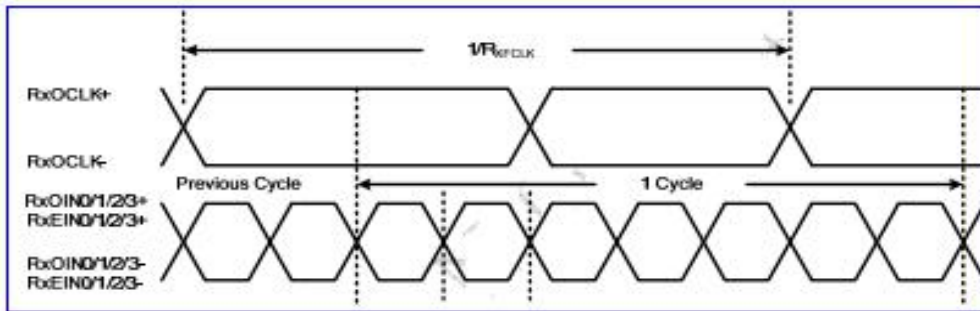 1/RXFCLK
RxOCLK+
RxOCLK-
Previous Cycle
1 Cycle
RxOIN0/1/2/3+
RxEIN0/1/2/3+
RxOIN0/1/2/3-
RxEIN0/1/2/3-